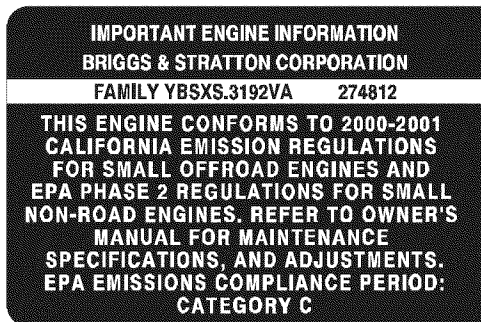 IMPORTANT ENGINE INFORMATION
BRIGGS & STRATTON CORPORATION
FAMILY YBSXS.3192VA 274812
THIS ENGINE CONFORMS TO 2000-2001
CALIFORNIA EMISSION REGULATIONS
FOR SMALL OFFROAD ENGINES AND
EPA PHASE 2 REGULATIONS FOR SMALL
NON-ROAD ENGINES. REFER TO OWNER'S
MANUAL FOR MAINTENANCE
SPECIFICATIONS, AND ADJUSTMENTS.
EPA EMISSIONS COMPLIANCE PERIOD:
CATEGORY C